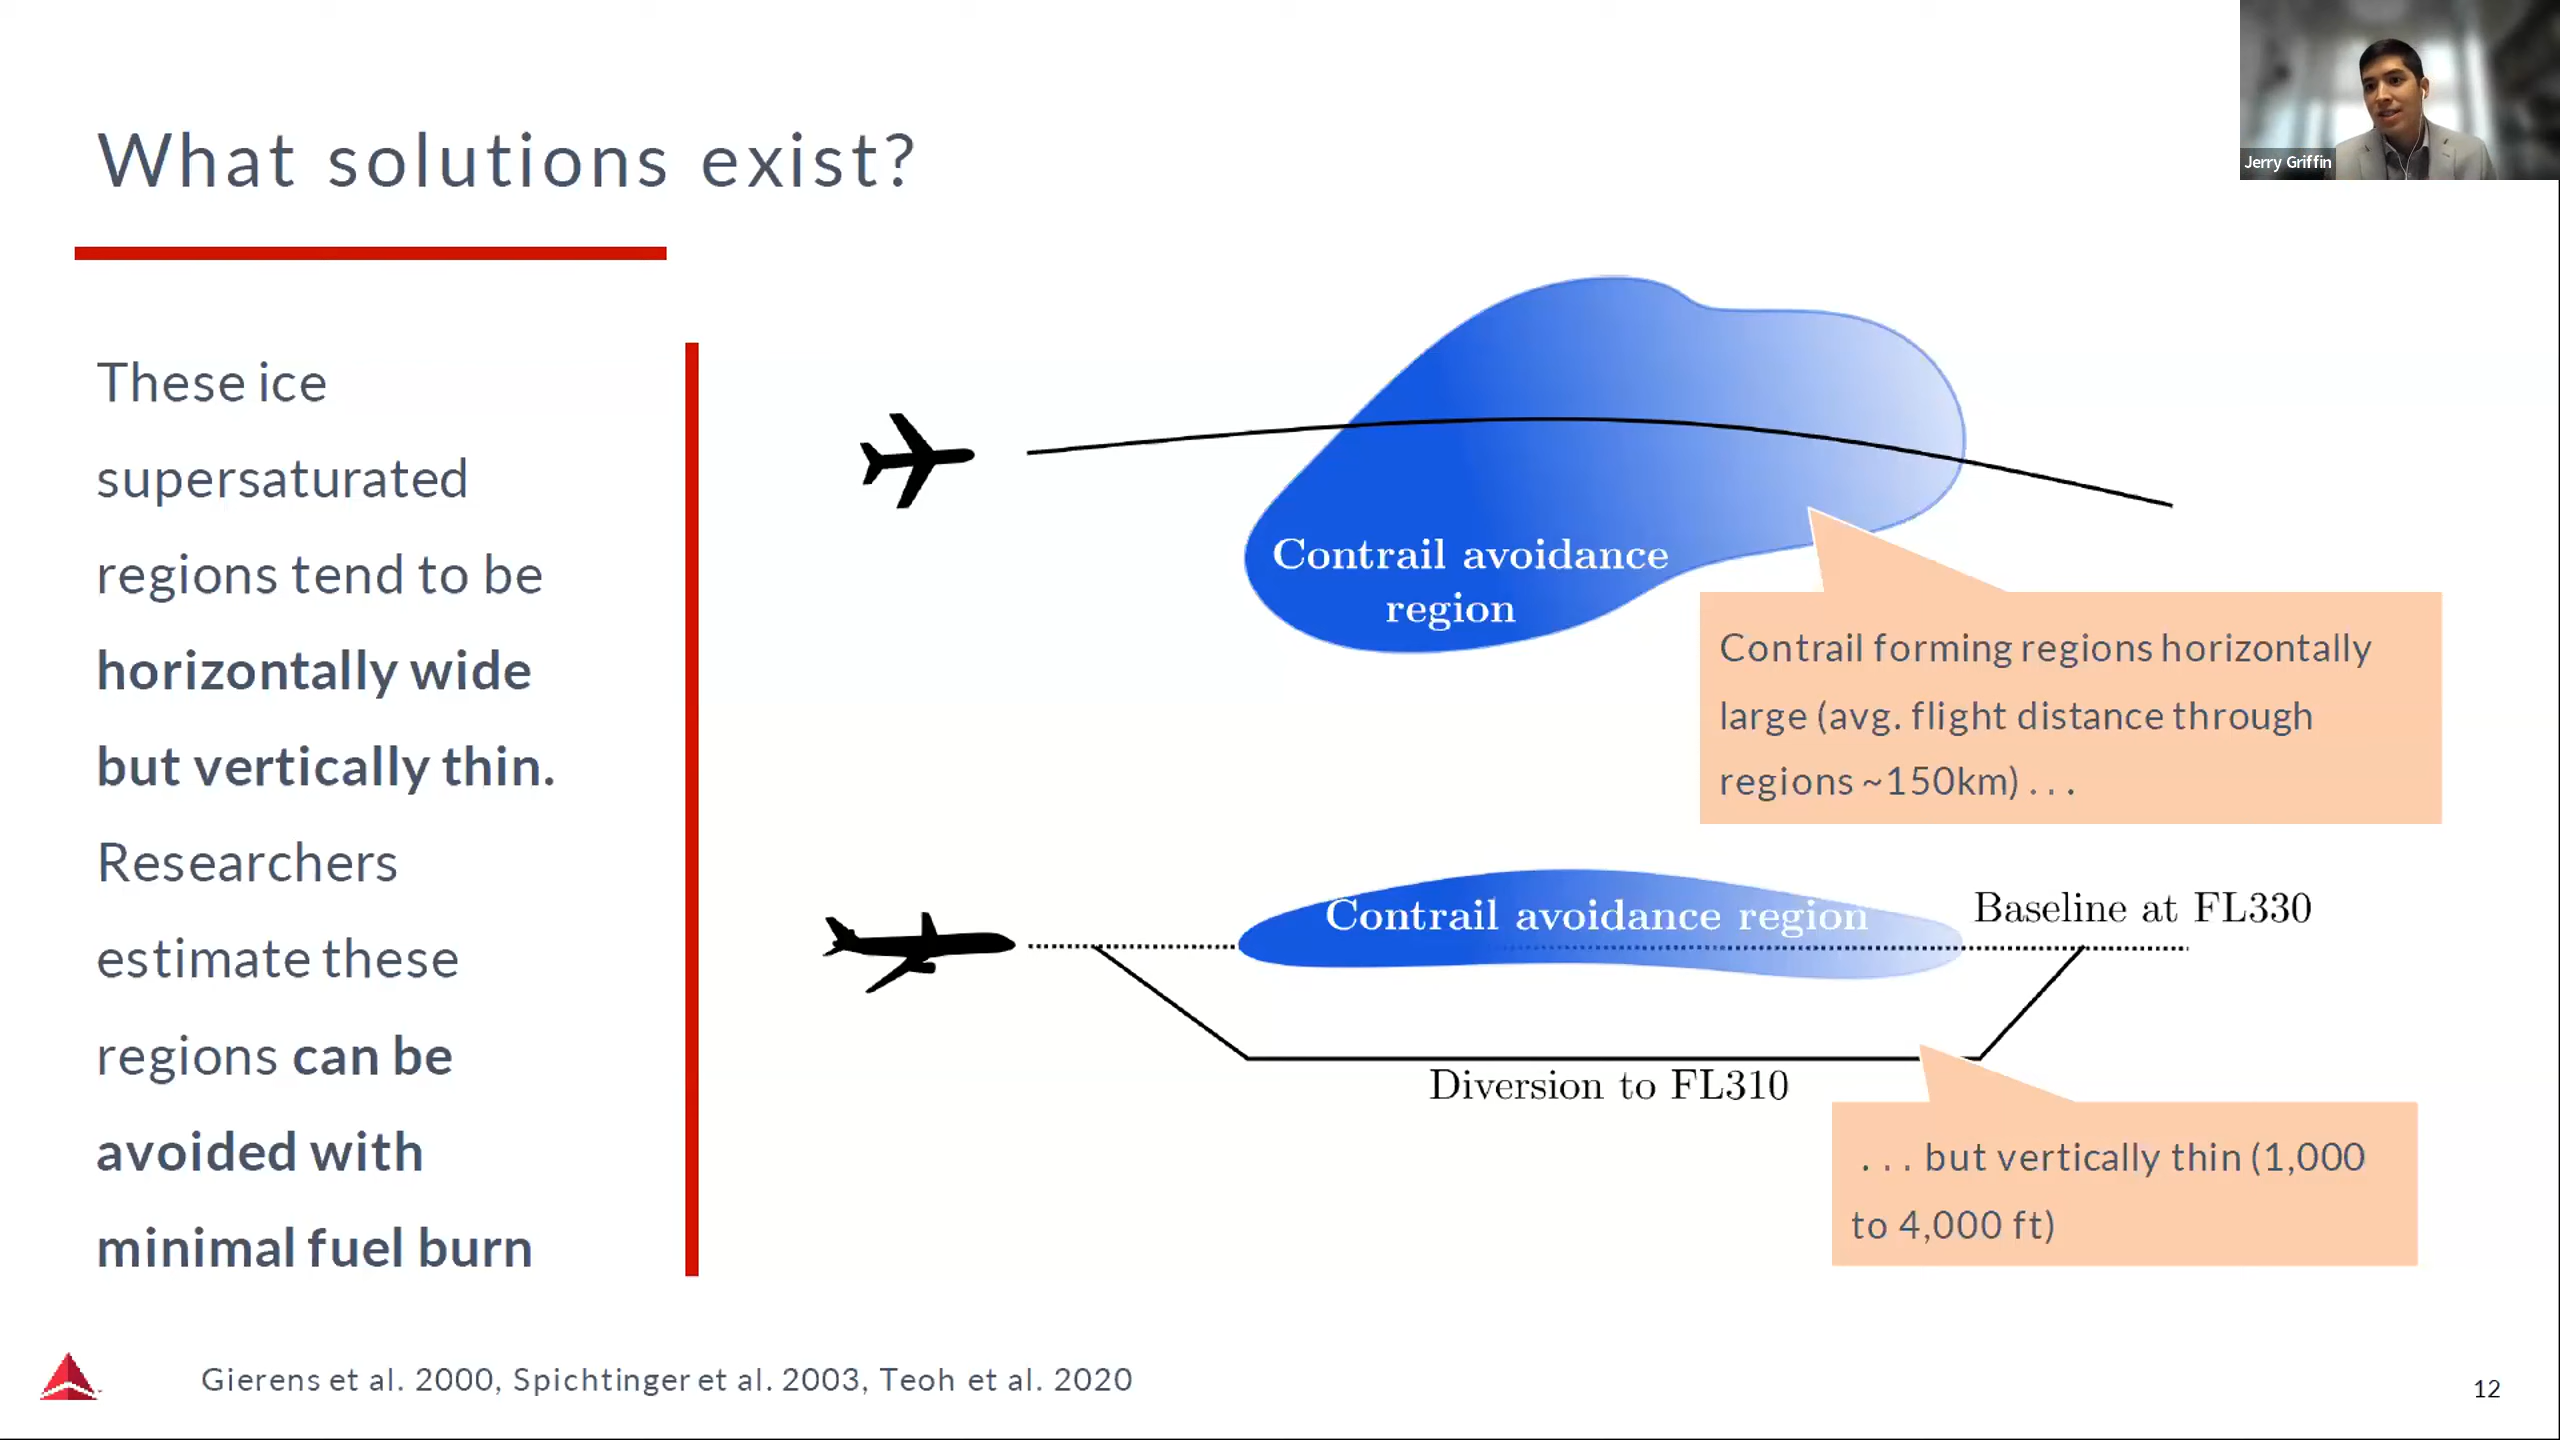 Jerry Griffin
What solutions exist?
These ice
supersaturated
regions tend to be
horizontally wide
but vertically thin.
Researchers
estimate these
regions can be
avoided with
minimal fuel burn
Contrail avoidance
region
Contrail forming regions horizontally
large (avg. flight distance through
regions ~150km) . . .
Contrail avoidance region
Baseline at FL330
Diversion to FL310
. . . but vertically thin (1,000
to 4,000 ft)
Gierens et al. 2000, Spichtinger et al. 2003, Teoh et al. 2020
12